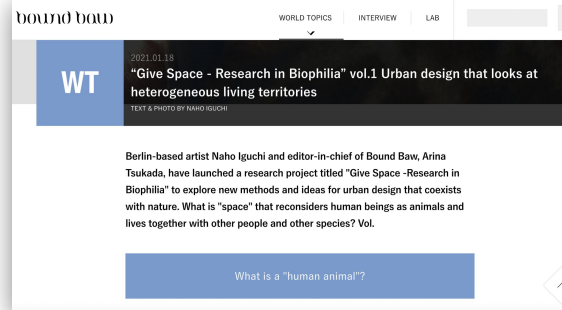 bound baw
WORLD TOPICS
INTERVIEW
LAB
WT
2021.01.18
“Give Space - Research in Biophilia” vol.1 Urban design that looks at
heterogeneous living territories
TEXT & PHOTO BY NAHO IGUCHI
Berlin-based artist Naho Iguchi and editor-in-chief of Bound Baw, Arina
Tsukada, have launched a research project titled "Give Space -Research in
Biophilia" to explore new methods and ideas for urban design that coexists
with nature. What is "space" that reconsiders human beings as animals and
lives together with other people and other species? Vol.
What is a "human animal"?